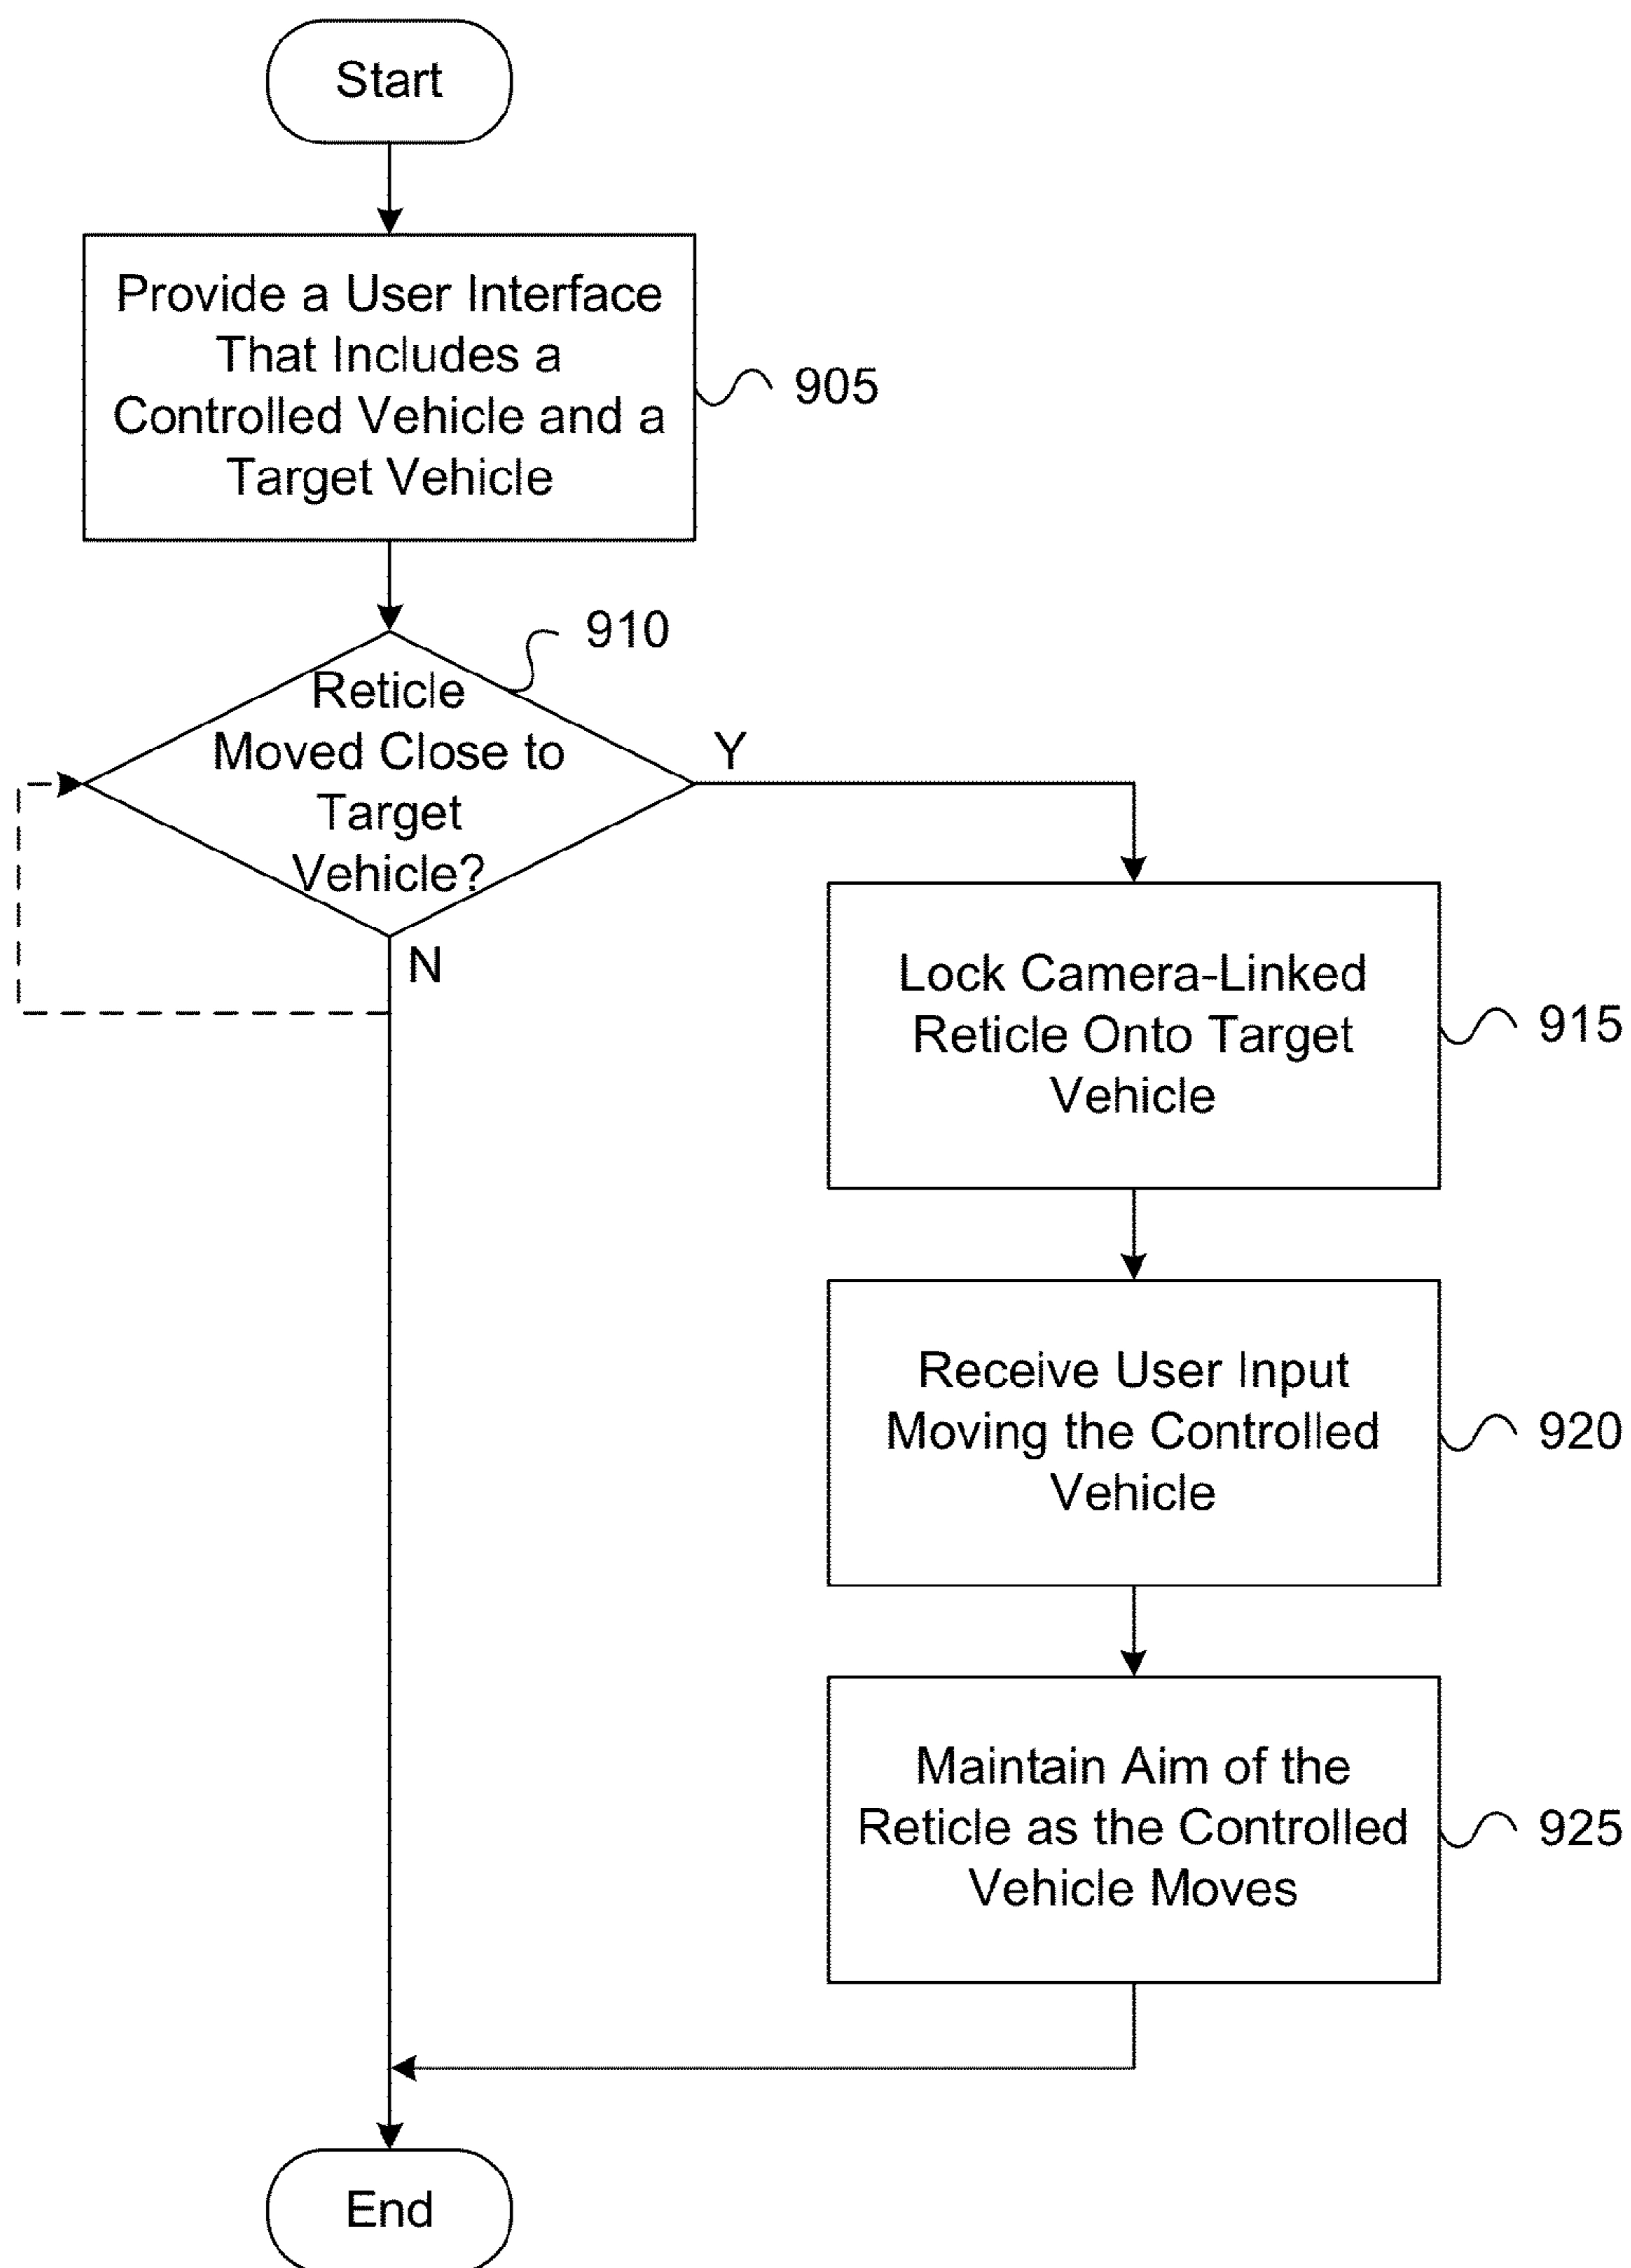 Start
Provide a User Interface
That Includes a
Controlled Vehicle and a
Target Vehicle
905
910
Reticle
Moved Close to
Target
Vehicle?
Y
N
Lock Camera-Linked
Reticle Onto Target
Vehicle
915
Receive User Input
Moving the Controlled
Vehicle
920
Maintain Aim of the
Reticle as the Controlled
Vehicle Moves
925
End